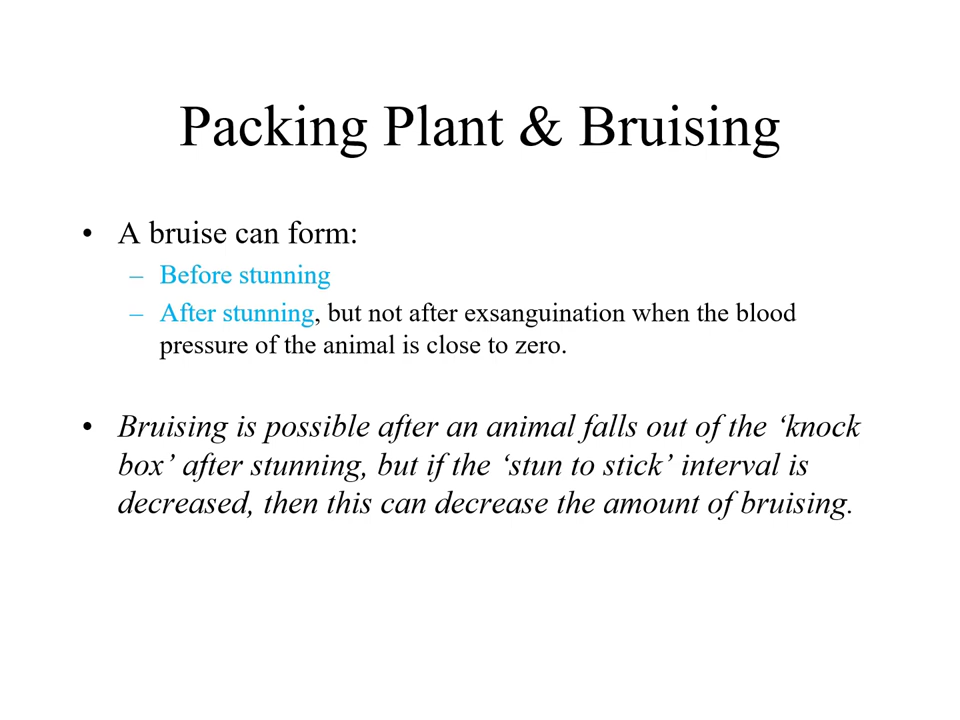 Packing Plant & Bruising
• A bruise can form:
– Before stunning
– After stunning, but not after exsanguination when the blood
pressure of the animal is close to zero.
• Bruising is possible after an animal falls out of the ‘knock
box’ after stunning, but if the ‘stun to stick’ interval is
decreased, then this can decrease the amount of bruising.